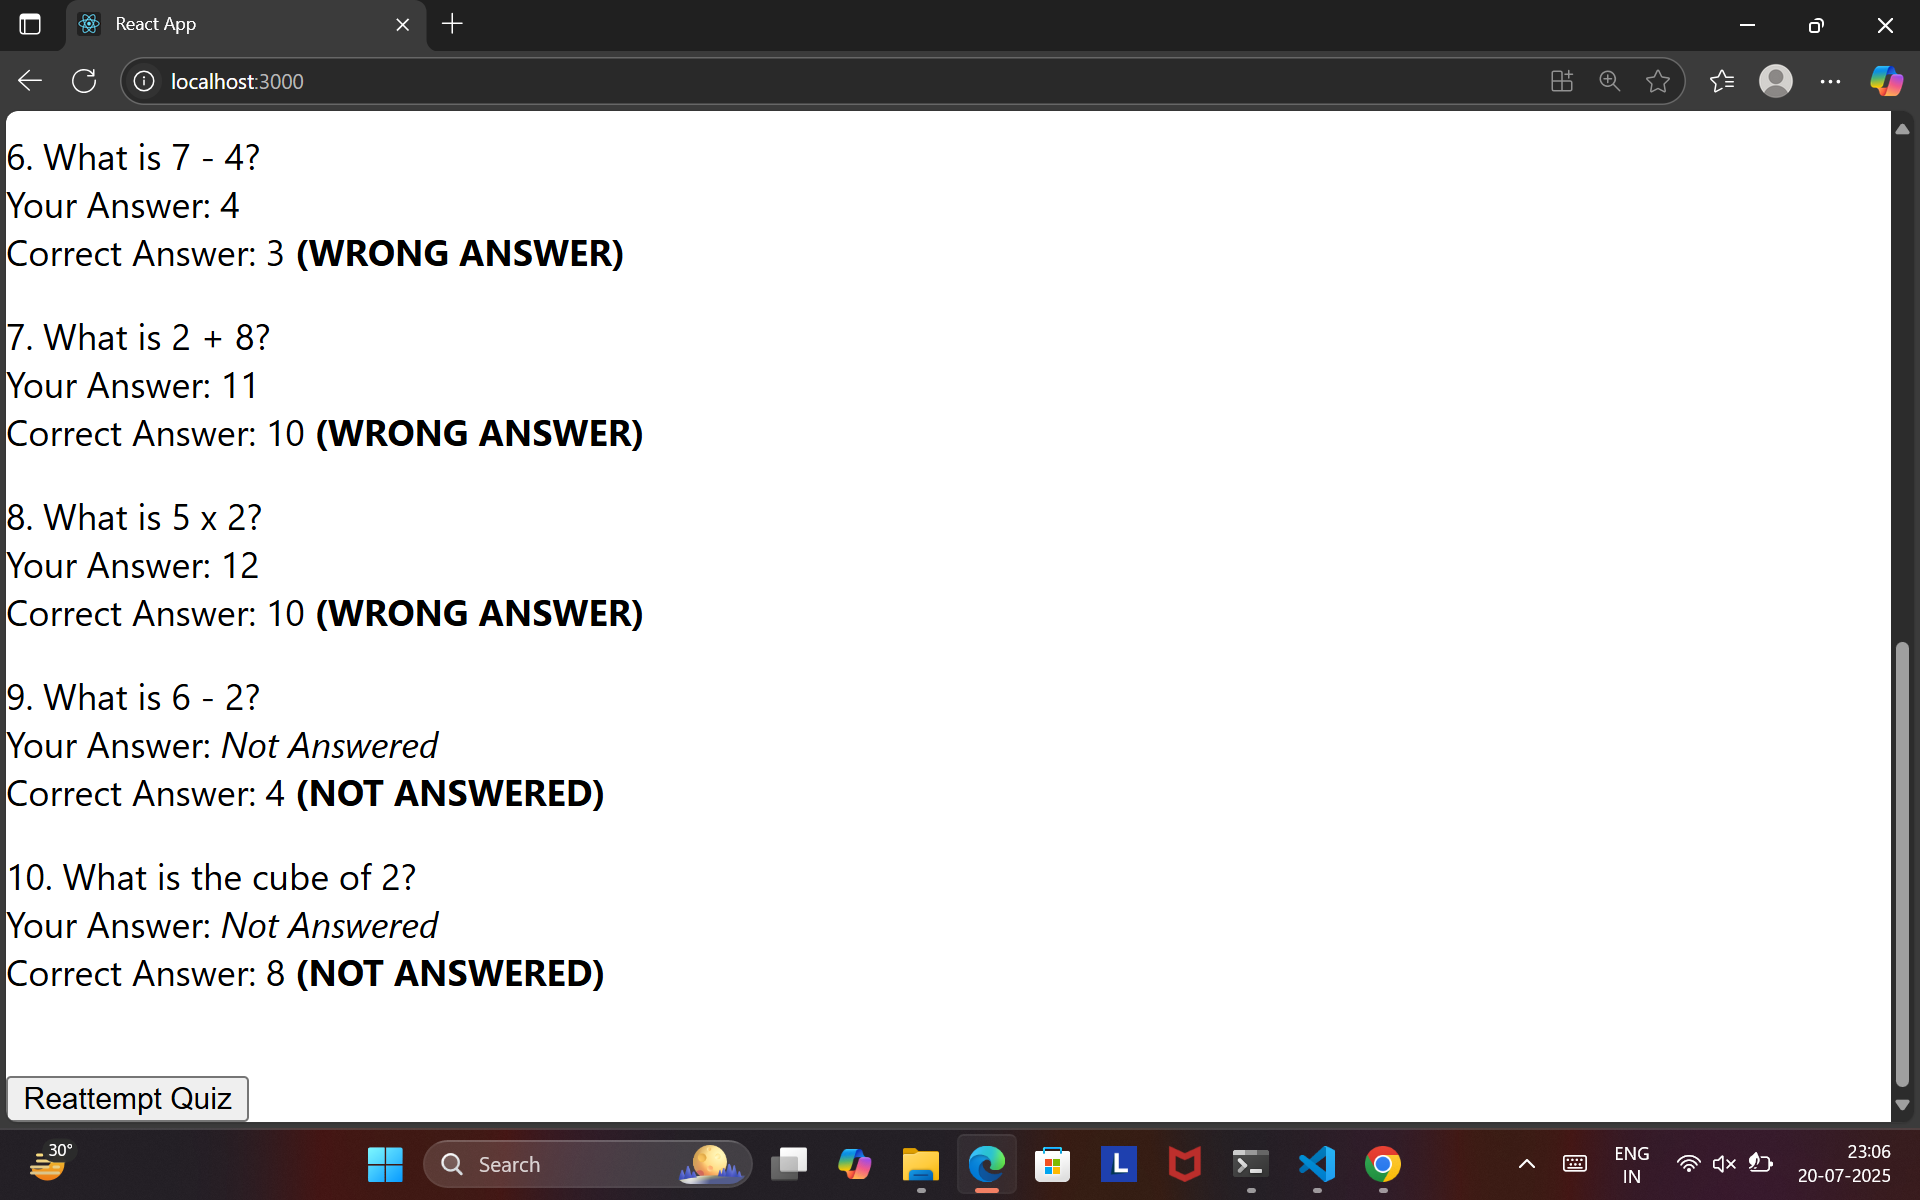 React App
localhost:3000
6. What is 7 - 4?
Your Answer: 4
Correct Answer: 3 (WRONG ANSWER)
7. What is 2 + 8?
Your Answer: 11
Correct Answer: 10 (WRONG ANSWER)
8. What is 5 x 2?
Your Answer: 12
Correct Answer: 10 (WRONG ANSWER)
9. What is 6 - 2?
Your Answer: Not Answered
Correct Answer: 4 (NOT ANSWERED)
10. What is the cube of 2?
Your Answer: Not Answered
Correct Answer: 8 (NOT ANSWERED)
Reattempt Quiz
30°
Search
L
ENG
IN
23:06
20-07-2025